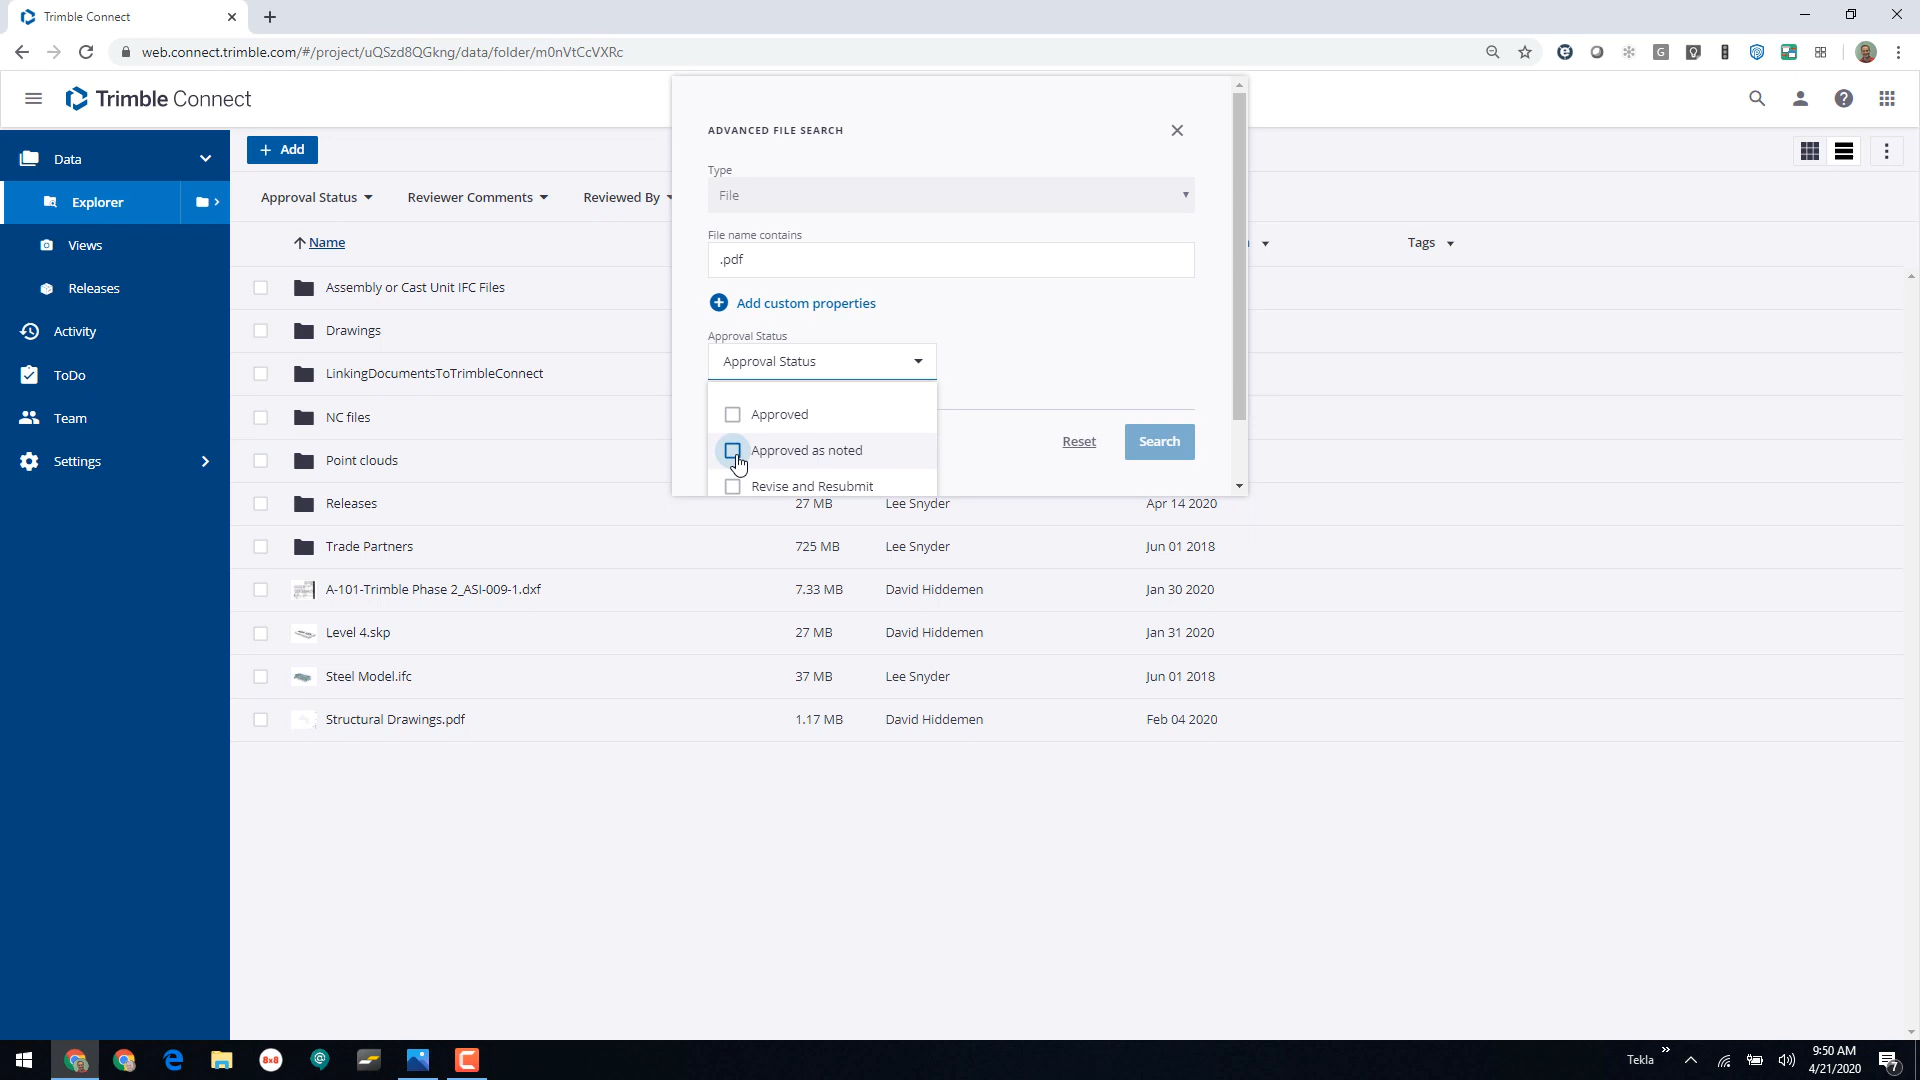 Trimble Connect
web.connect.trimble.com/#/project/uQSzd8QGkng/data/folder/m0nVtCcVXRc
Trimble Connect
Data
Explorer
Views
Releases
Activity
ToDo
Team
Settings
Add
Approval Status
Reviewer Comments
Reviewed By
Name
Tags
ADVANCED FILE SEARCH
Type
File
File name contains
.pdf
Add custom properties
Approval Status
Approval Status
Approved
Approved as noted
Revise and Resubmit
Reset
Search
Assembly or Cast Unit IFC Files
Drawings
LinkingDocumentsToTrimbleConnect
NC files
Point clouds
Releases 27 MB Lee Snyder Apr 14 2020
Trade Partners 725 MB Lee Snyder Jun 01 2018
A-101-Trimble Phase 2_ASI-009-1.dxf 7.33 MB David Hiddemen Jan 30 2020
Level 4.skp 27 MB David Hiddemen Jan 31 2020
Steel Model.ifc 37 MB Lee Snyder Jun 01 2018
Structural Drawings.pdf 1.17 MB David Hiddemen Feb 04 2020
8x8
Tekla
9:50 AM
4/21/2020
7